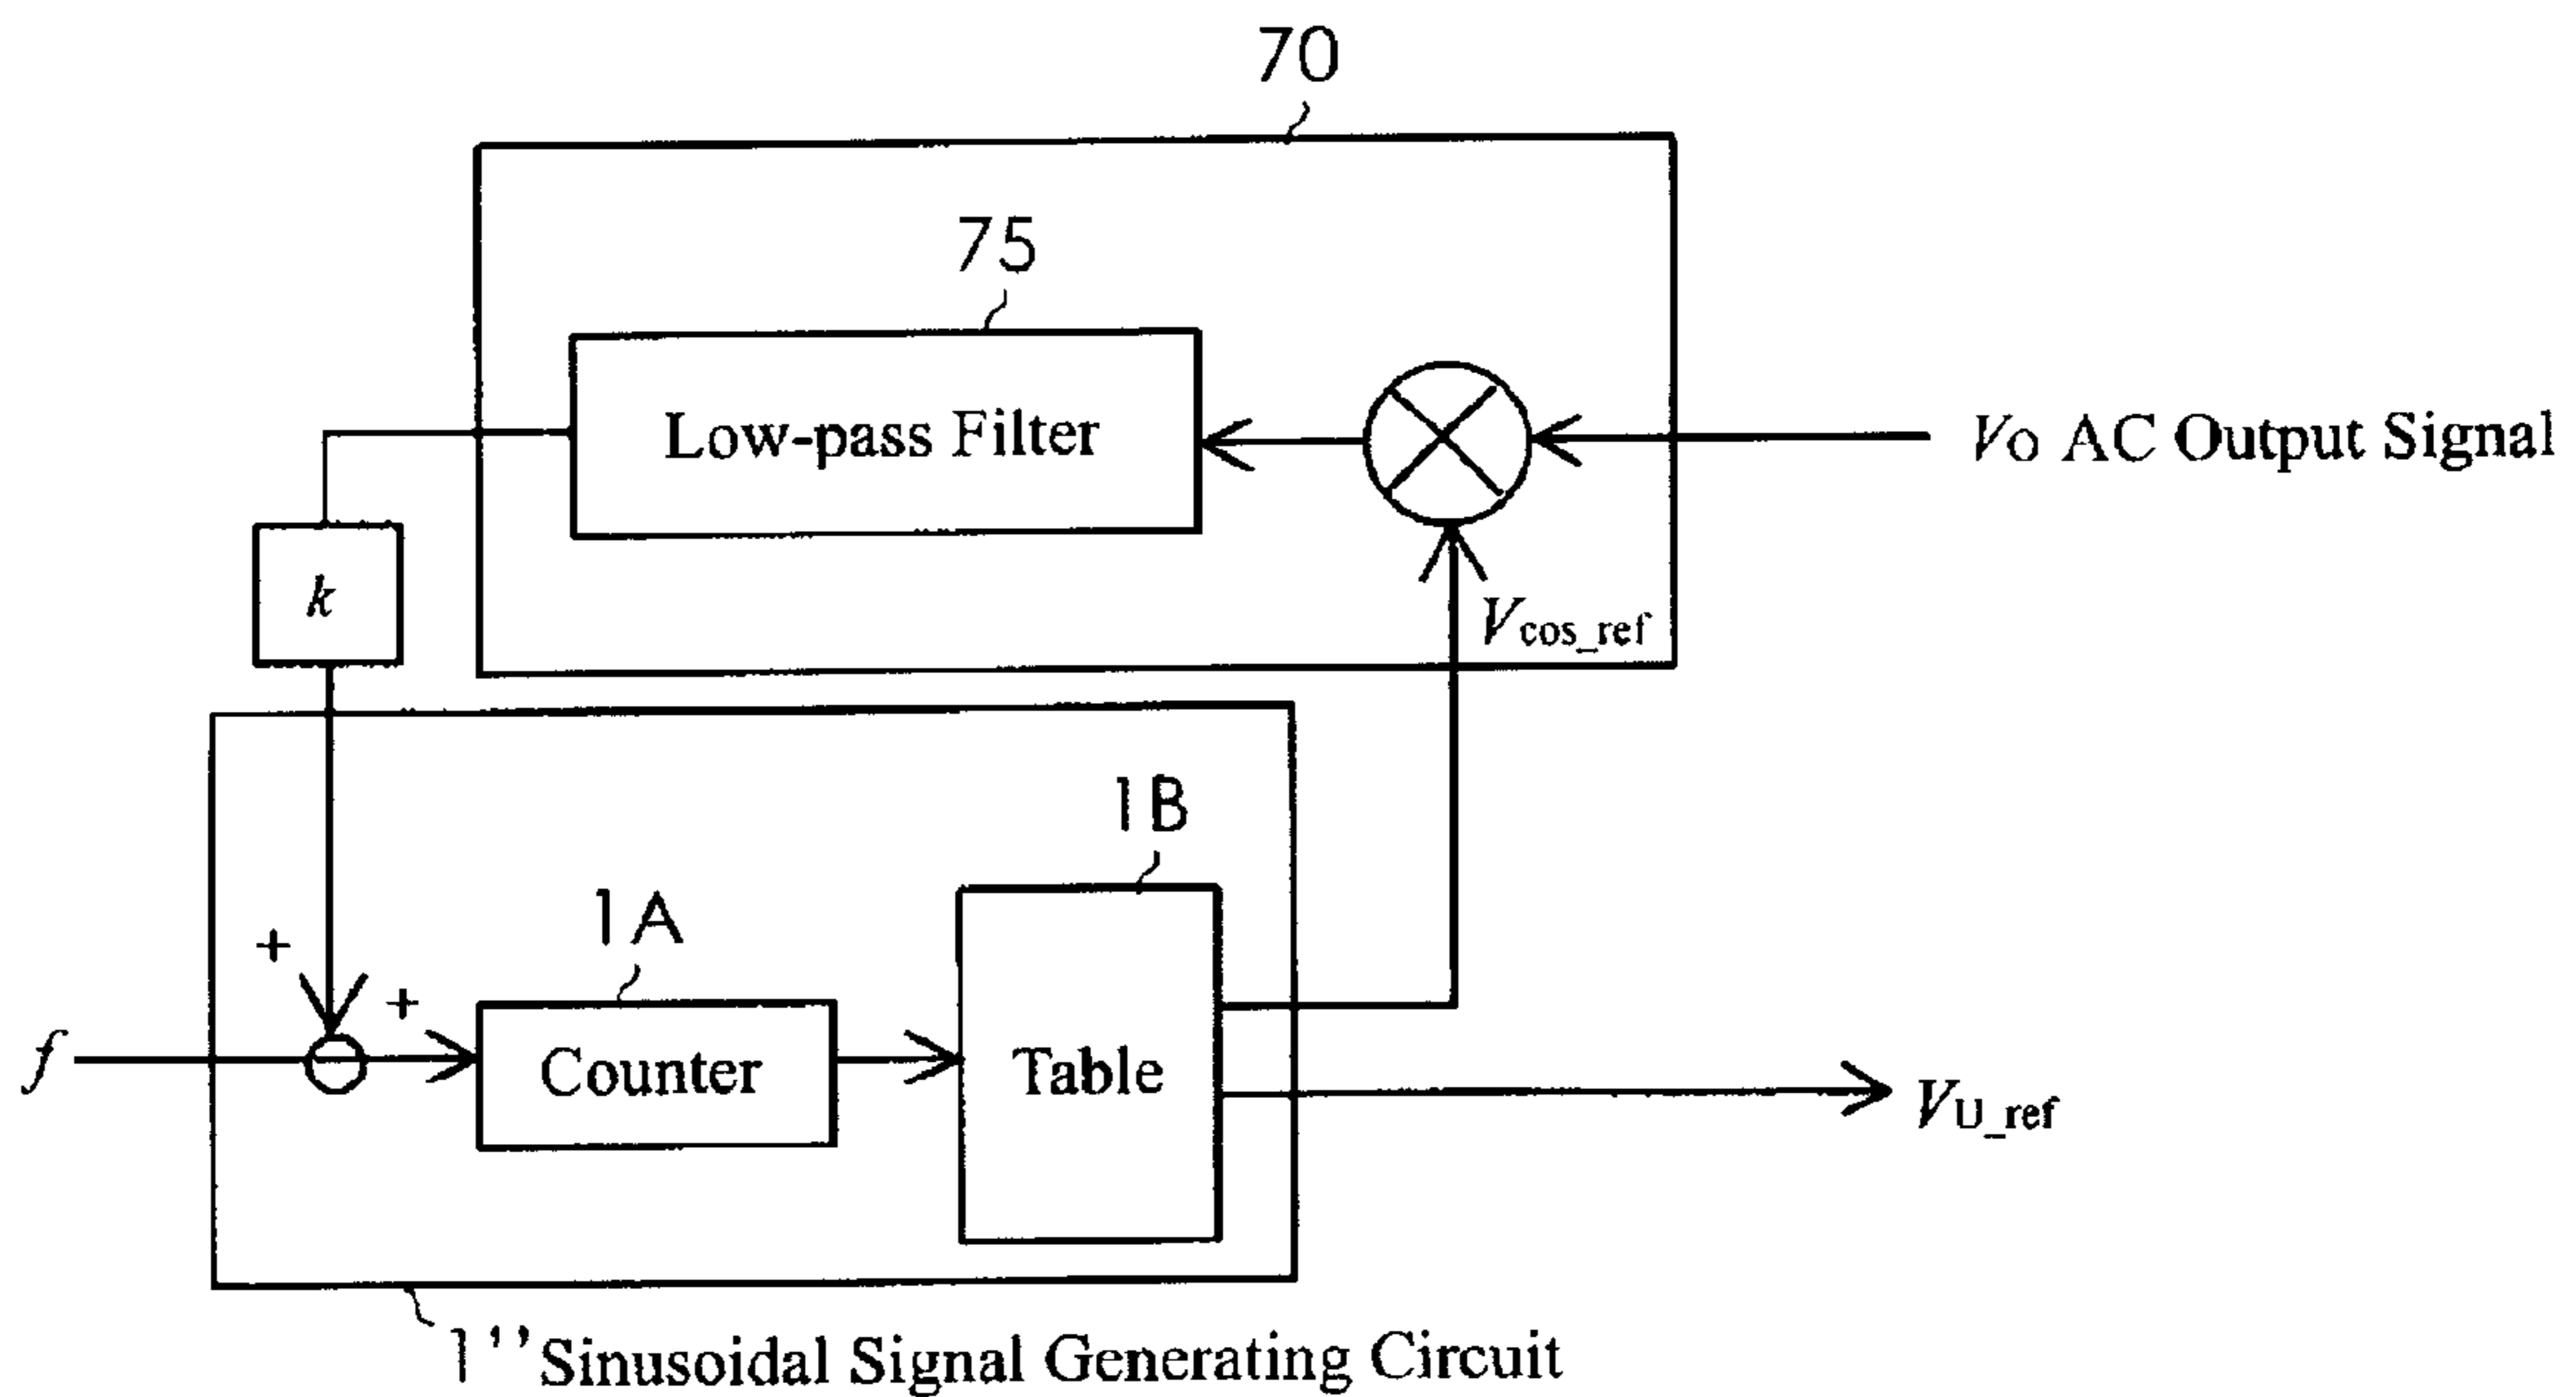 70
75
Low-pass Filter
Vo AC Output Signal
k
Vcos_ref
1B
1A
+
+
f
Counter
Table
VU_ref
1'' Sinusoidal Signal Generating Circuit